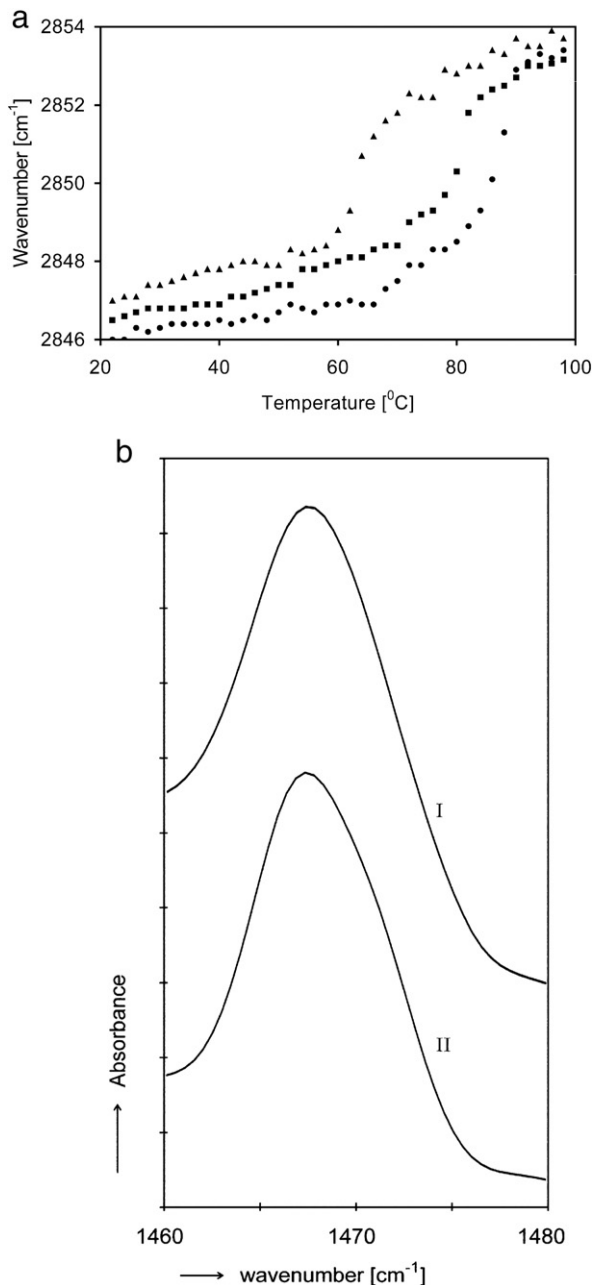 a
2854
2852
2850
2848
2846
Wavenumber [cm⁻¹]
20 40 60 80 100
Temperature [⁰C]
b
I
II
Absorbance
1460 1470 1480
wavenumber [cm⁻¹]